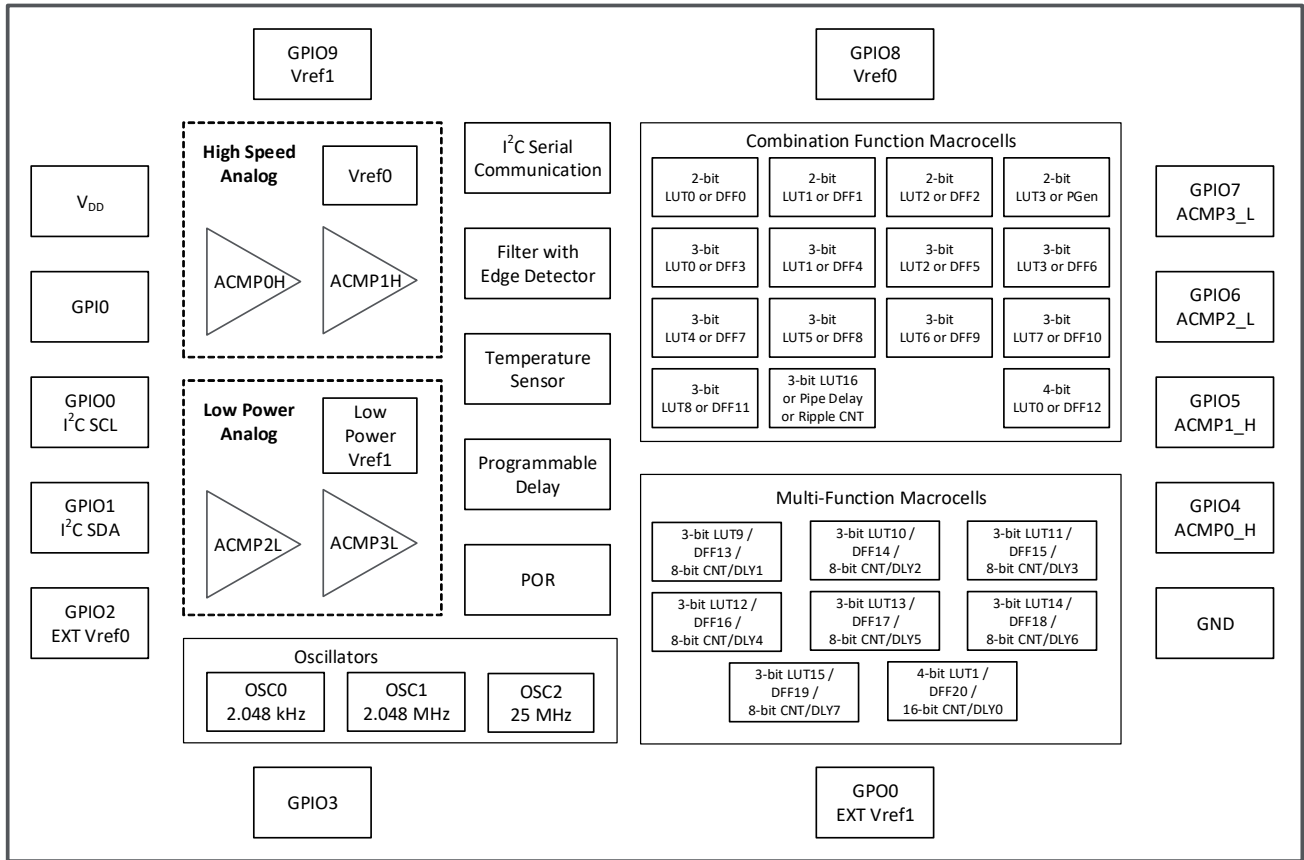 GPIO9
Vref1
GPIO8
Vref0
V_DD
GPI0
GPIO0
I²C SCL
GPIO1
I²C SDA
GPIO2
EXT Vref0
High Speed
Analog
Vref0
ACMP0H
ACMP1H
Low Power
Analog
Low
Power
Vref1
ACMP2L
ACMP3L
I²C Serial
Communication
Filter with
Edge Detector
Temperature
Sensor
Programmable
Delay
POR
Oscillators
OSC0
2.048 kHz
OSC1
2.048 MHz
OSC2
25 MHz
Combination Function Macrocells
2-bit
LUT0 or DFF0
2-bit
LUT1 or DFF1
2-bit
LUT2 or DFF2
2-bit
LUT3 or PGen
3-bit
LUT0 or DFF3
3-bit
LUT1 or DFF4
3-bit
LUT2 or DFF5
3-bit
LUT3 or DFF6
3-bit
LUT4 or DFF7
3-bit
LUT5 or DFF8
3-bit
LUT6 or DFF9
3-bit
LUT7 or DFF10
3-bit
LUT8 or DFF11
3-bit LUT16
or Pipe Delay
or Ripple CNT
4-bit
LUT0 or DFF12
Multi-Function Macrocells
3-bit LUT9 /
DFF13 /
8-bit CNT/DLY1
3-bit LUT10 /
DFF14 /
8-bit CNT/DLY2
3-bit LUT11 /
DFF15 /
8-bit CNT/DLY3
3-bit LUT12 /
DFF16 /
8-bit CNT/DLY4
3-bit LUT13 /
DFF17 /
8-bit CNT/DLY5
3-bit LUT14 /
DFF18 /
8-bit CNT/DLY6
3-bit LUT15 /
DFF19 /
8-bit CNT/DLY7
4-bit LUT1 /
DFF20 /
16-bit CNT/DLY0
GPIO7
ACMP3_L
GPIO6
ACMP2_L
GPIO5
ACMP1_H
GPIO4
ACMP0_H
GND
GPIO3
GPO0
EXT Vref1